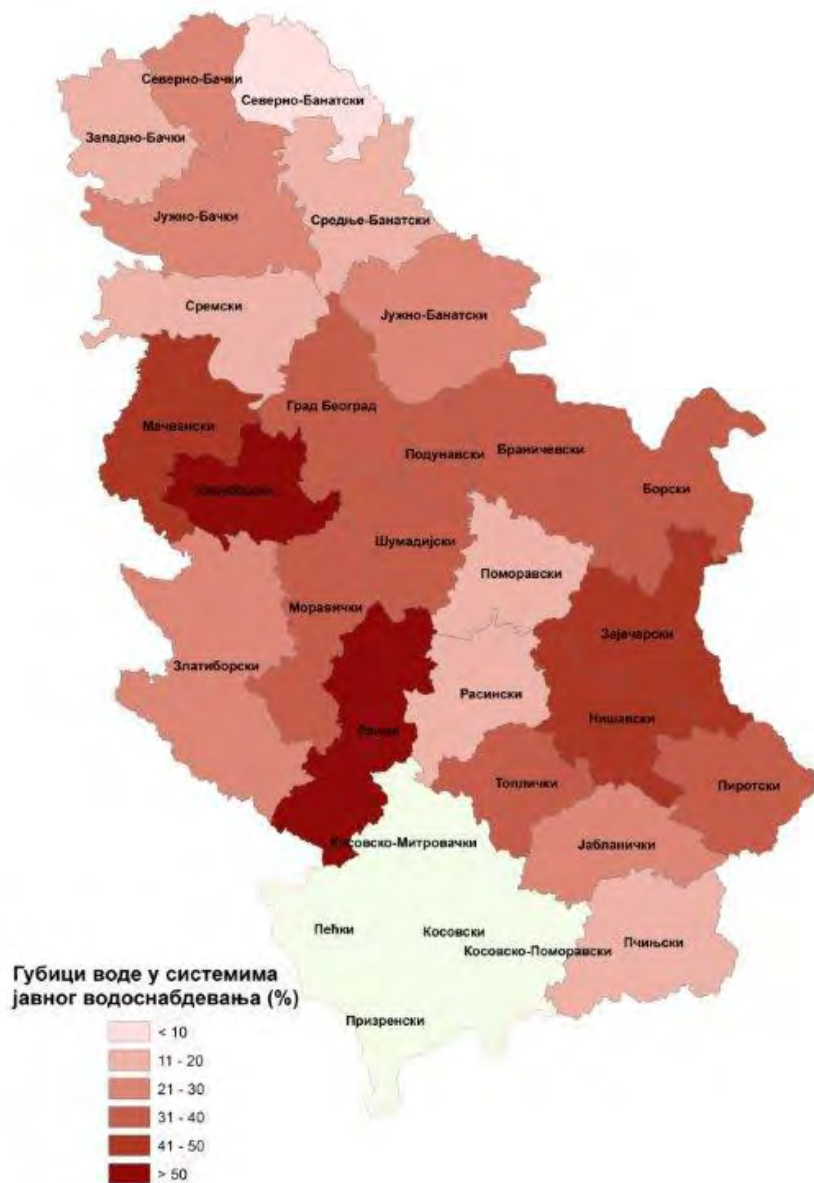 Северно-Бачки
Северно-Банатски
Западно-Бачки
Јужно-Бачки
Средње-Банатски
Сремски
Јужно-Банатски
Град Београд
Мачвански
Подунавски
Браничевски
Борски
Колубарски
Шумадијски
Поморавски
Моравички
Зајечарски
Златиборски
Расински
Рашки
Нишавски
Топлички
Пиротски
Косовско-Митровачки
Јабланички
Пећки
Косовски
Косовско-Поморавски
Пчињски
Призренски
Губици воде у системима
јавног водоснабдевања (%)
< 10
11 - 20
21 - 30
31 - 40
41 - 50
> 50